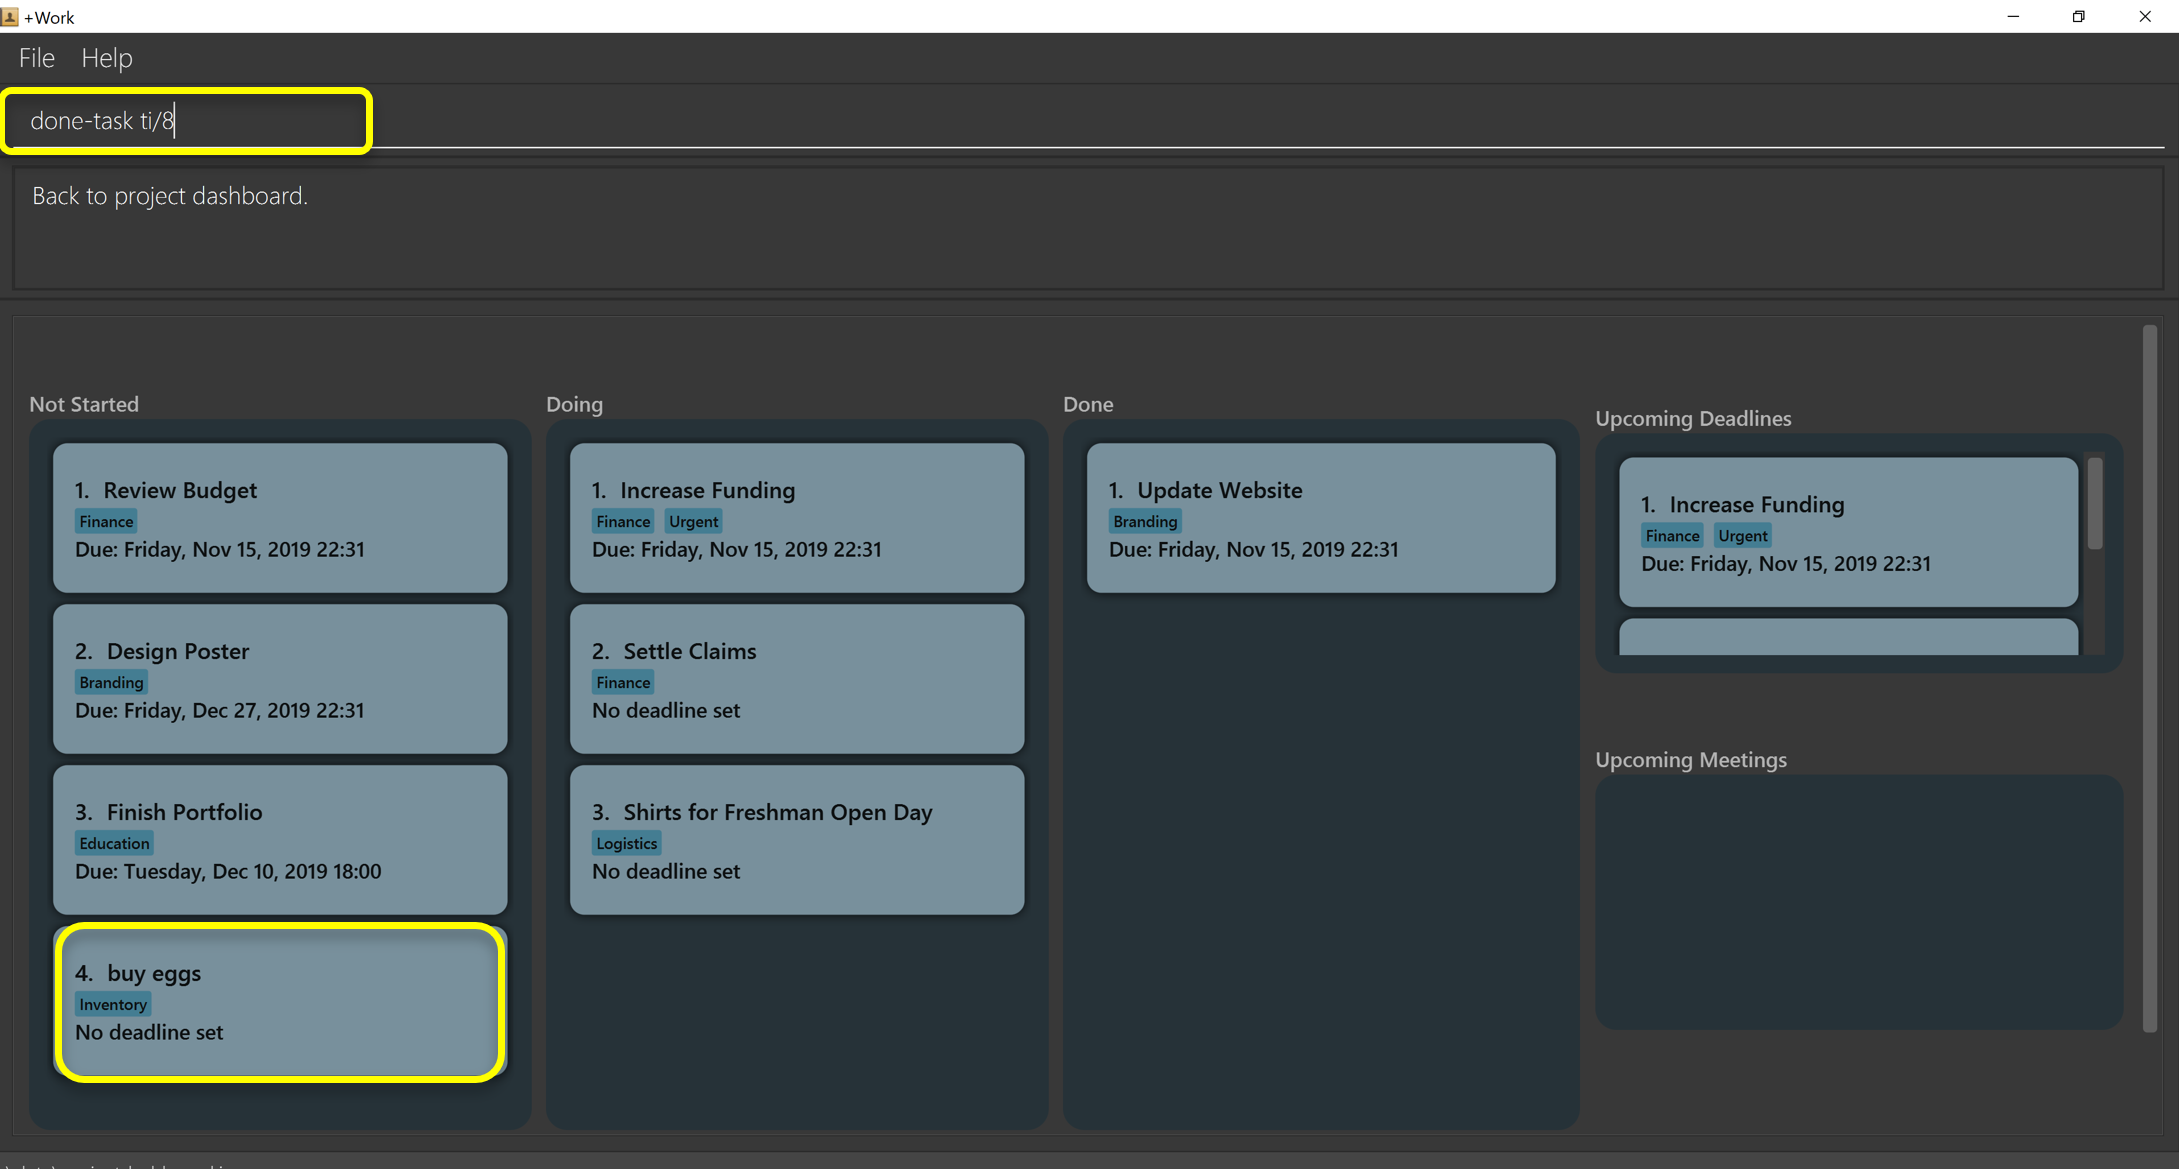 +Work
File Help
done-task ti/8
Back to project dashboard.
Not Started
1. Review Budget
Finance
Due: Friday, Nov 15, 2019 22:31
2. Design Poster
Branding
Due: Friday, Dec 27, 2019 22:31
3. Finish Portfolio
Education
Due: Tuesday, Dec 10, 2019 18:00
4. buy eggs
Inventory
No deadline set
Doing
1. Increase Funding
Finance Urgent
Due: Friday, Nov 15, 2019 22:31
2. Settle Claims
Finance
No deadline set
3. Shirts for Freshman Open Day
Logistics
No deadline set
Done
1. Update Website
Branding
Due: Friday, Nov 15, 2019 22:31
Upcoming Deadlines
1. Increase Funding
Finance Urgent
Due: Friday, Nov 15, 2019 22:31
Upcoming Meetings